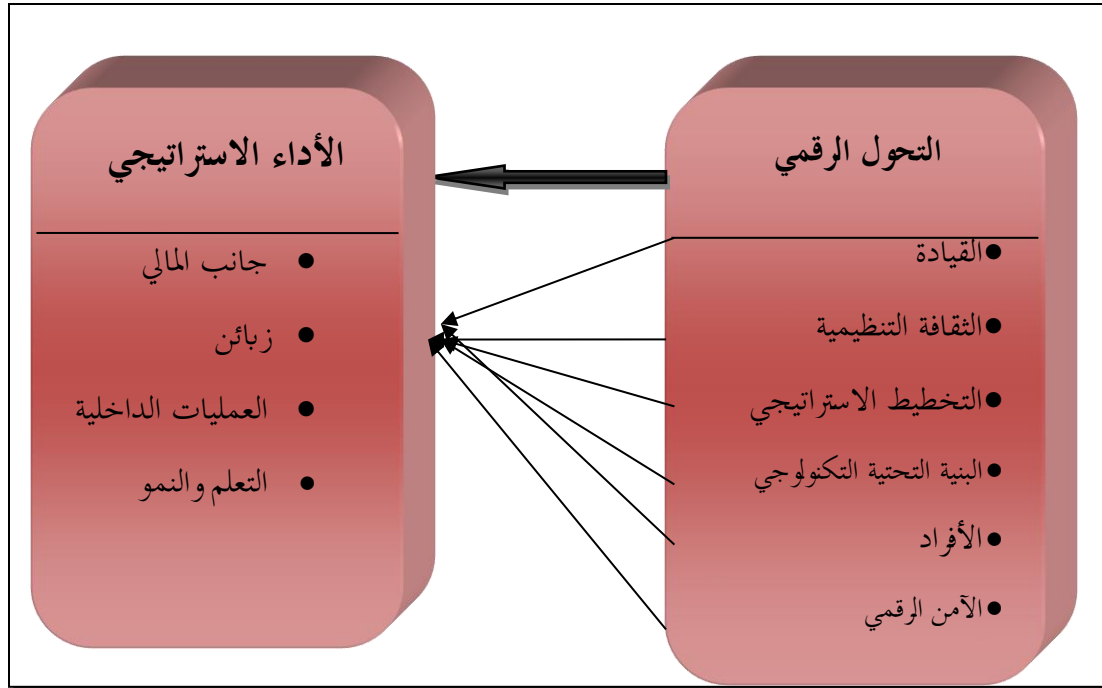 التحول الرقمي
●القيادة
●الثقافة التنظيمية
●التخطيط الاستراتيجي
●البنية التحتية التكنولوجي
●الأفراد
●الآمن الرقمي
الأداء الاستراتيجي
● جانب المالي
● زبائن
● العمليات الداخلية
● التعلم والنمو